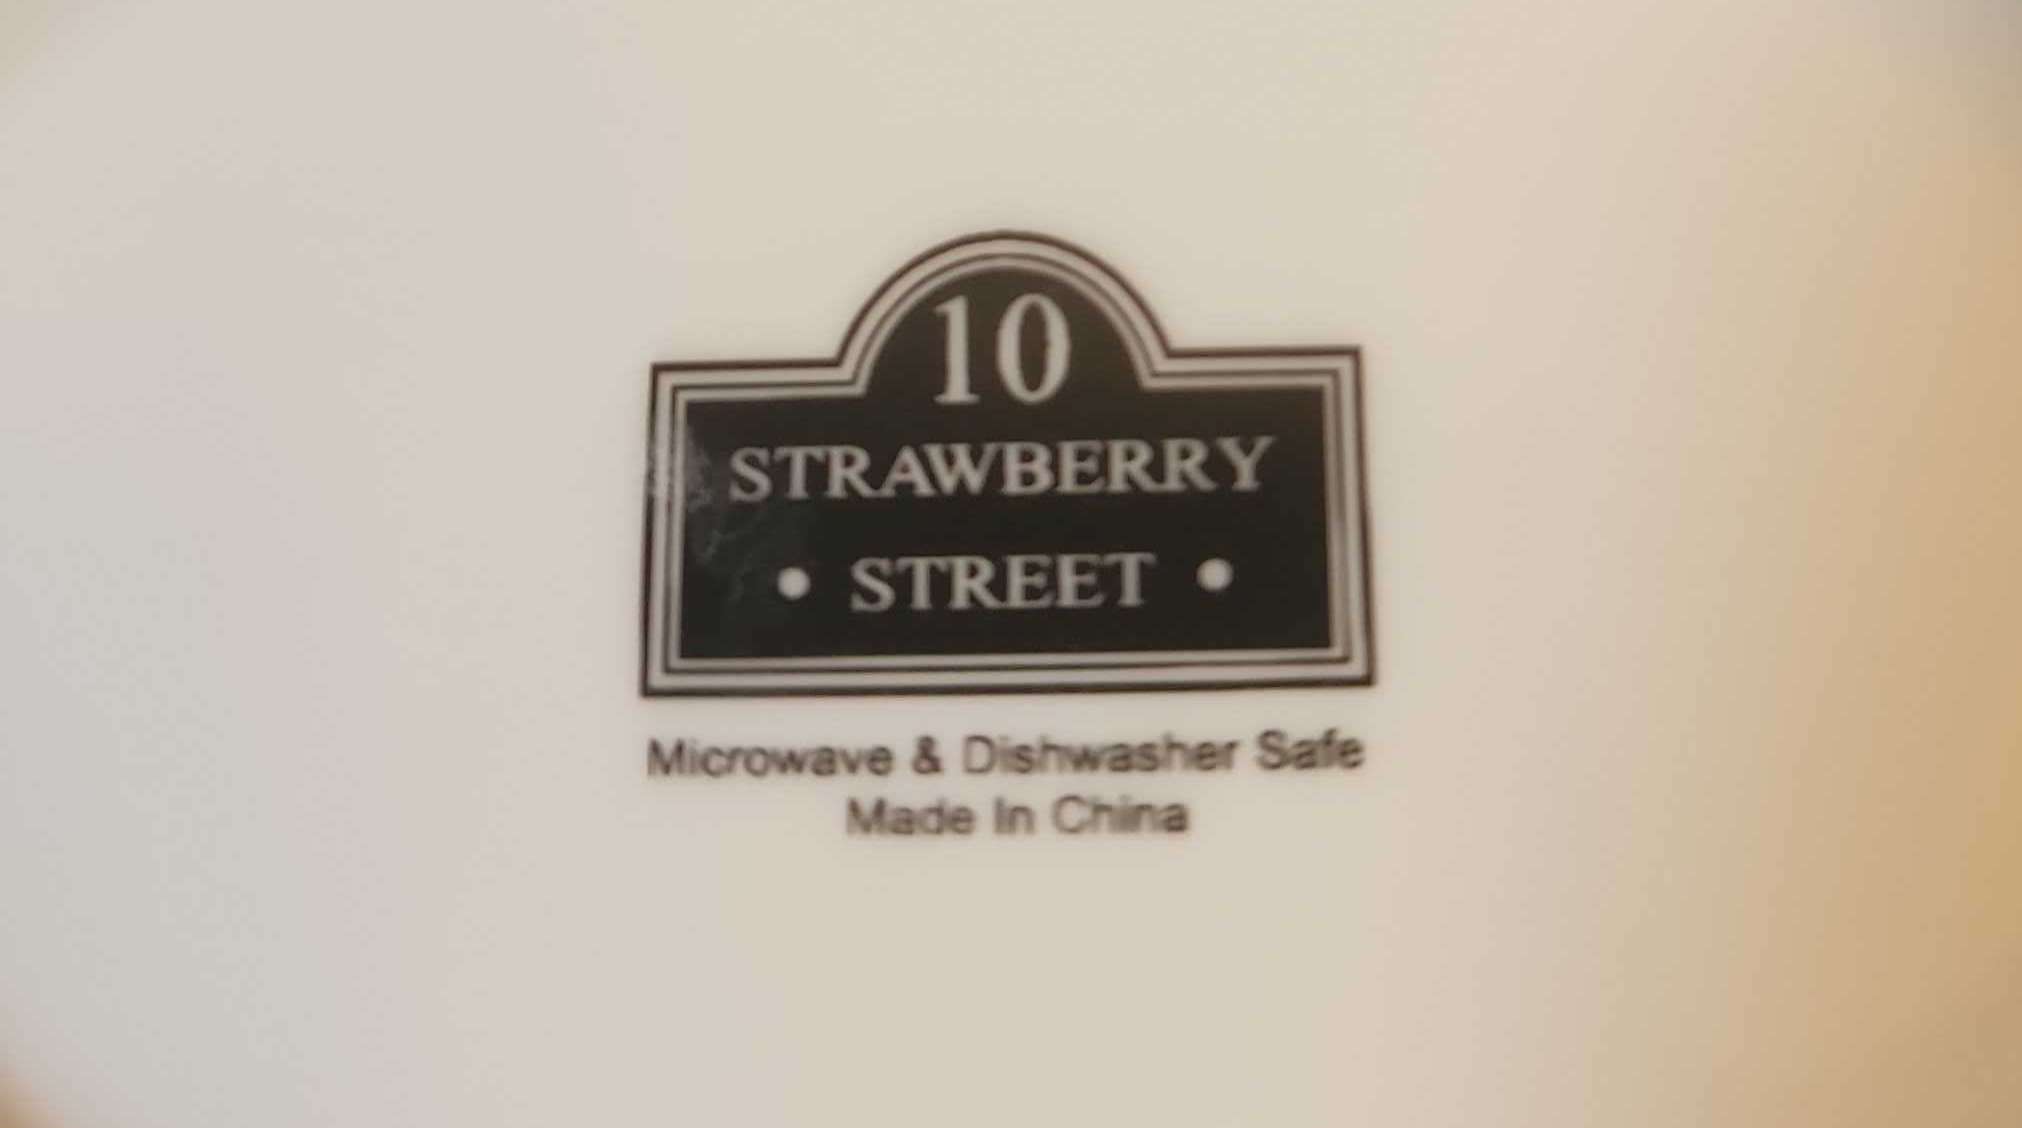 10
STRAWBERRY
• STREET •
Microwave & Dishwasher Safe
Made In China